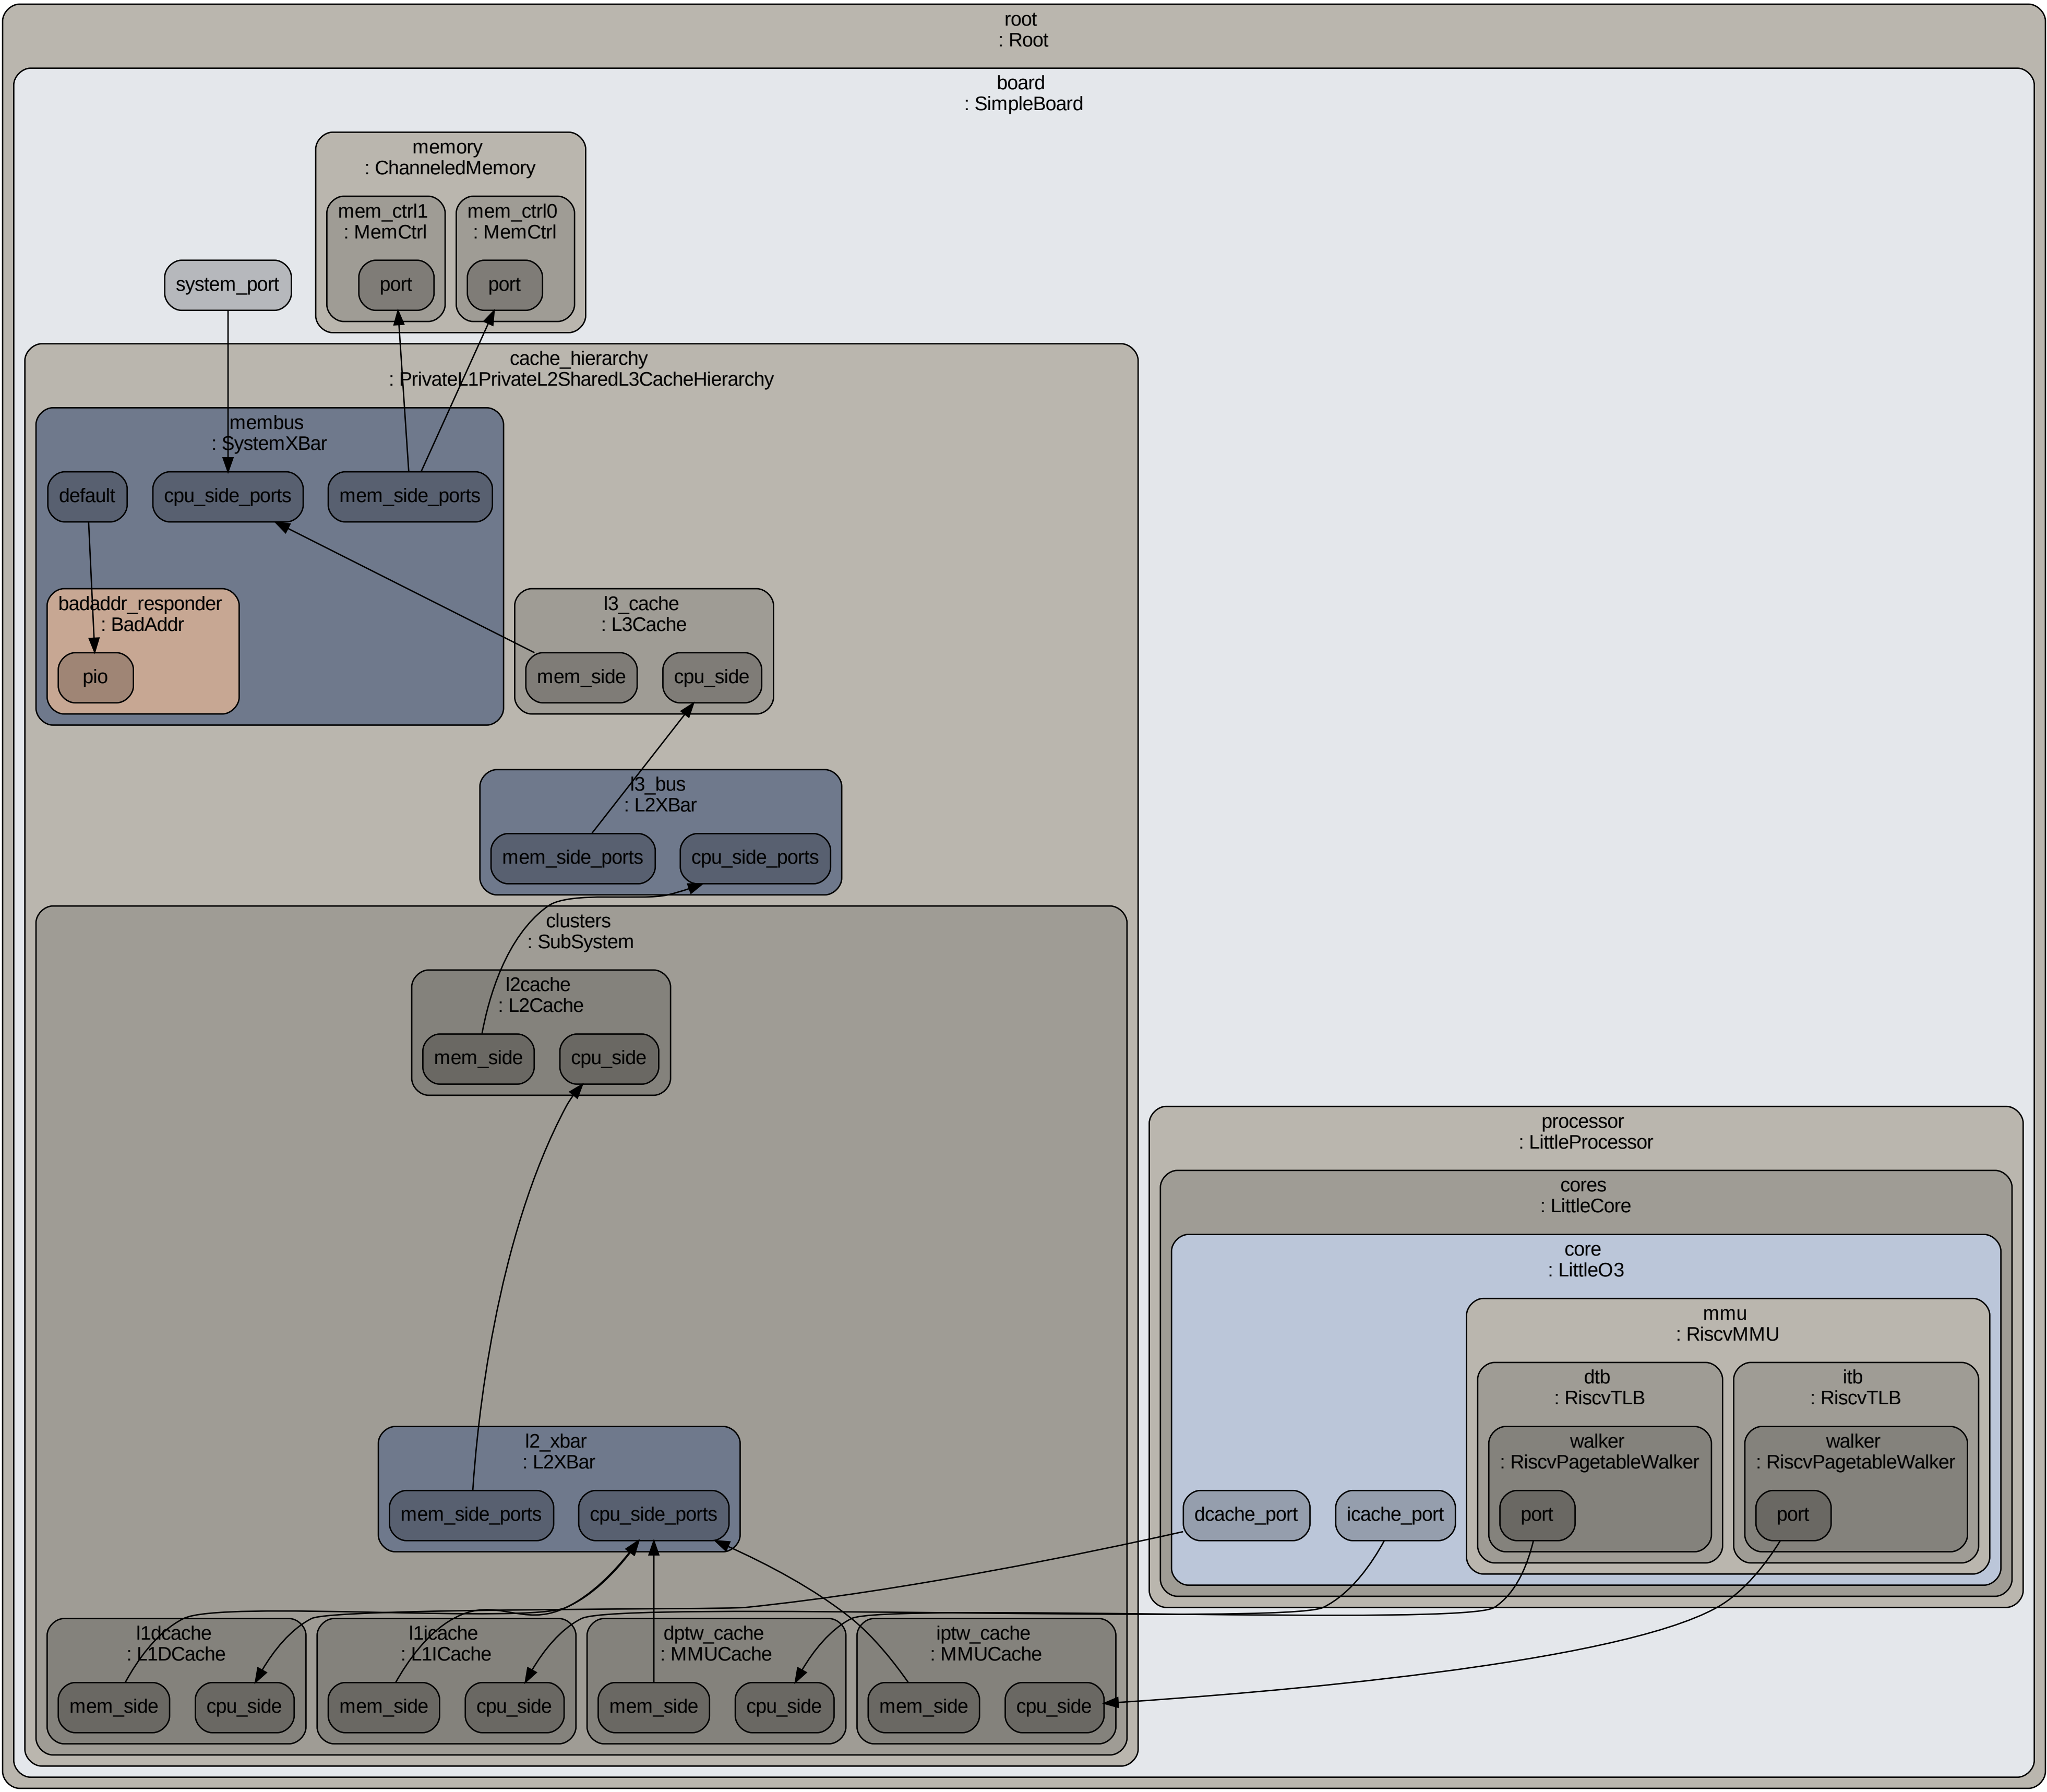 root
: Root
board
: SimpleBoard
memory
: ChanneledMemory
mem_ctrl1
: MemCtrl
port
mem_ctrl0
: MemCtrl
port
system_port
cache_hierarchy
: PrivateL1PrivateL2SharedL3CacheHierarchy
membus
: SystemXBar
default
cpu_side_ports
mem_side_ports
badaddr_responder
: BadAddr
pio
l3_cache
: L3Cache
mem_side
cpu_side
l3_bus
: L2XBar
mem_side_ports
cpu_side_ports
clusters
: SubSystem
l2cache
: L2Cache
mem_side
cpu_side
l2_xbar
: L2XBar
mem_side_ports
cpu_side_ports
l1dcache
: L1DCache
mem_side
cpu_side
l1icache
: L1ICache
mem_side
cpu_side
dptw_cache
: MMUCache
mem_side
cpu_side
iptw_cache
: MMUCache
mem_side
cpu_side
processor
: LittleProcessor
cores
: LittleCore
core
: LittleO3
mmu
: RiscvMMU
dtb
: RiscvTLB
walker
: RiscvPagetableWalker
port
itb
: RiscvTLB
walker
: RiscvPagetableWalker
port
dcache_port
icache_port